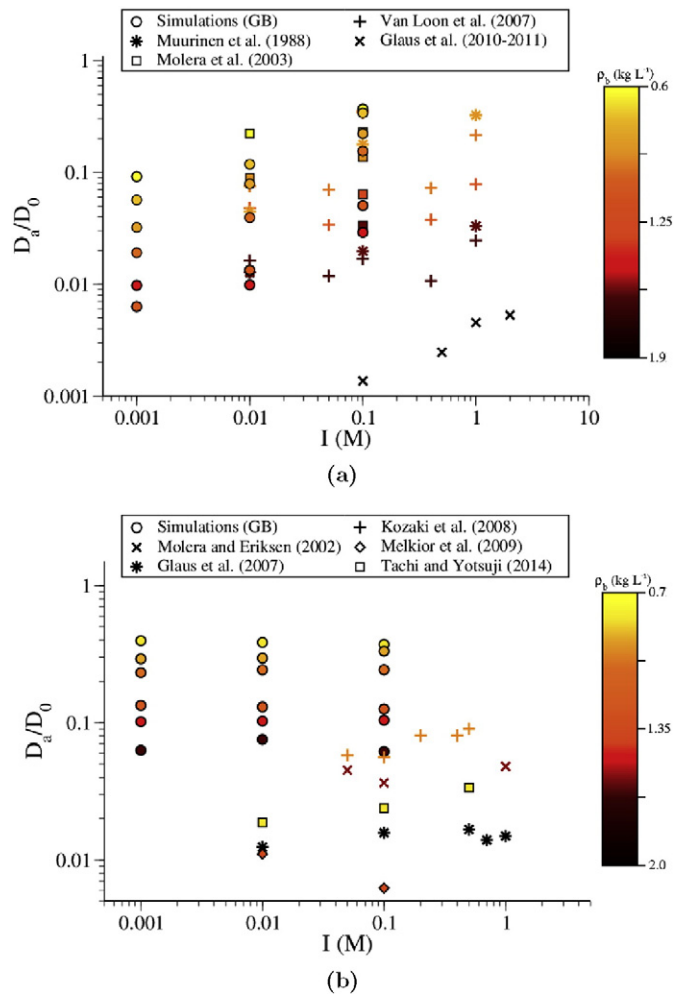 Simulations (GB)
Muurinen et al. (1988)
Molera et al. (2003)
Van Loon et al. (2007)
Glaus et al. (2010-2011)
ρb (kg L-1)
1
0.1
0.01
0.001
Da/D0
0.001
0.01
0.1
1
10
I (M)
0.6
1.25
1.9
(a)
Simulations (GB)
Molera and Eriksen (2002)
Glaus et al. (2007)
Kozaki et al. (2008)
Melkior et al. (2009)
Tachi and Yotsuji (2014)
ρb (kg L-1)
1
0.1
0.01
Da/D0
0.001
0.01
0.1
1
I (M)
0.7
1.35
2.0
(b)